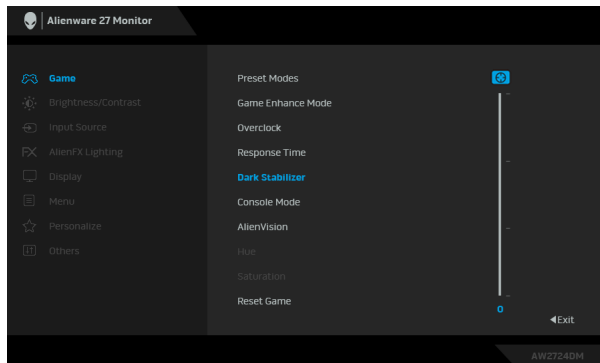 Alienware 27 Monitor
Game
Brightness/Contrast
Input Source
FX AlienFX Lighting
Display
Menu
Personalize
Others
Preset Modes
Game Enhance Mode
Overclock
Response Time
Dark Stabilizer
Console Mode
AlienVision
Hue
Saturation
Reset Game
0
Exit
AW2724DM